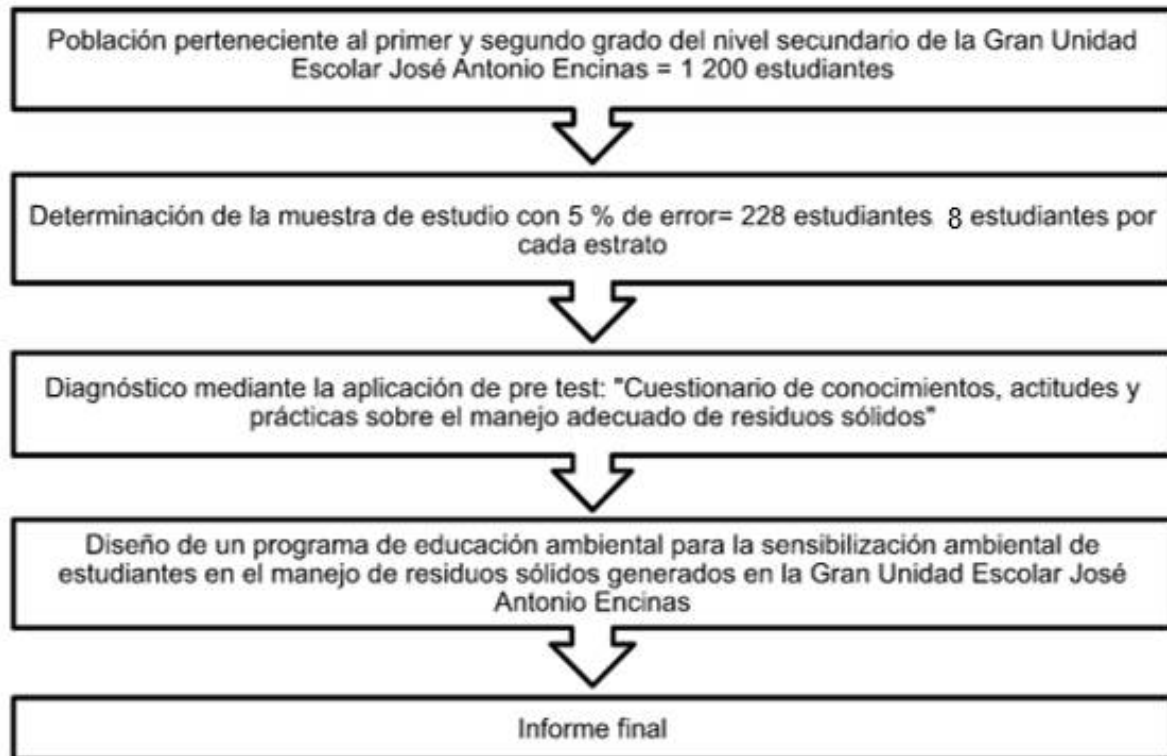 Población perteneciente al primer y segundo grado del nivel secundario de la Gran Unidad
Escolar José Antonio Encinas = 1 200 estudiantes
Determinación de la muestra de estudio con 5 % de error= 228 estudiantes 8 estudiantes por
cada estrato
Diagnóstico mediante la aplicación de pre test: "Cuestionario de conocimientos, actitudes y
prácticas sobre el manejo adecuado de residuos sólidos"
Diseño de un programa de educación ambiental para la sensibilización ambiental de
estudiantes en el manejo de residuos sólidos generados en la Gran Unidad Escolar José
Antonio Encinas
Informe final